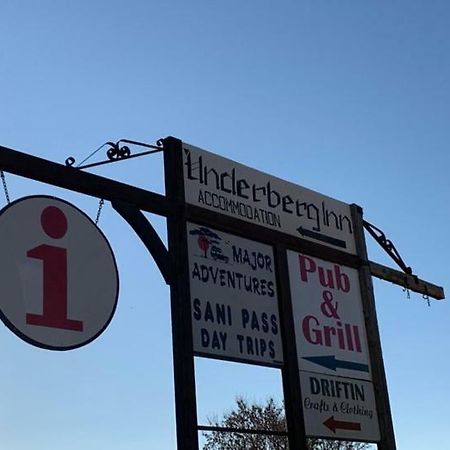 i
Underberg Inn
ACCOMMODATION
MAJOR
ADVENTURES
SANI PASS
DAY TRIPS
Pub
&
Grill
DRIFTIN
Crafts & Clothing